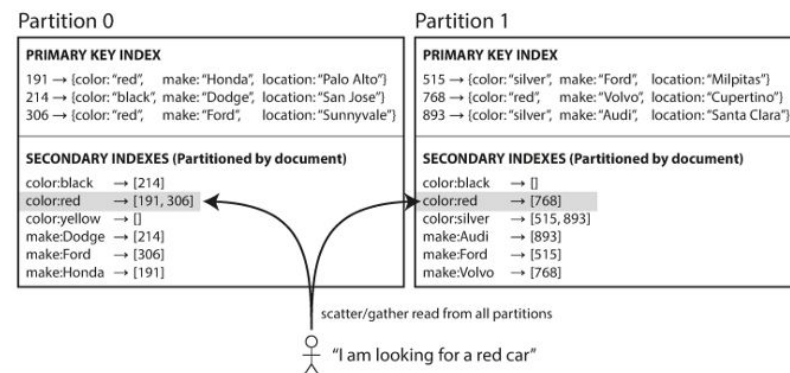 Partition 0
PRIMARY KEY INDEX
191 → {color: “red”, make: “Honda”, location: “Palo Alto”}
214 → {color: “black”, make: “Dodge”, location: “San Jose”}
306 → {color: “red”, make: “Ford”, location: “Sunnyvale”}
SECONDARY INDEXES (Partitioned by document)
color:black → [214]
color:red → [191, 306]
color:yellow → []
make:Dodge → [214]
make:Ford → [306]
make:Honda → [191]
Partition 1
PRIMARY KEY INDEX
515 → {color: “silver”, make: “Ford”, location: “Milpitas”}
768 → {color: “red”, make: “Volvo”, location: “Cupertino”}
893 → {color: “silver”, make: “Audi”, location: “Santa Clara”}
SECONDARY INDEXES (Partitioned by document)
color:black → []
color:red → [768]
color:silver → [515, 893]
make:Audi → [893]
make:Ford → [515]
make:Volvo → [768]
scatter/gather read from all partitions
“I am looking for a red car”